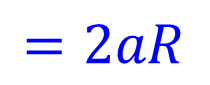 = 2aR